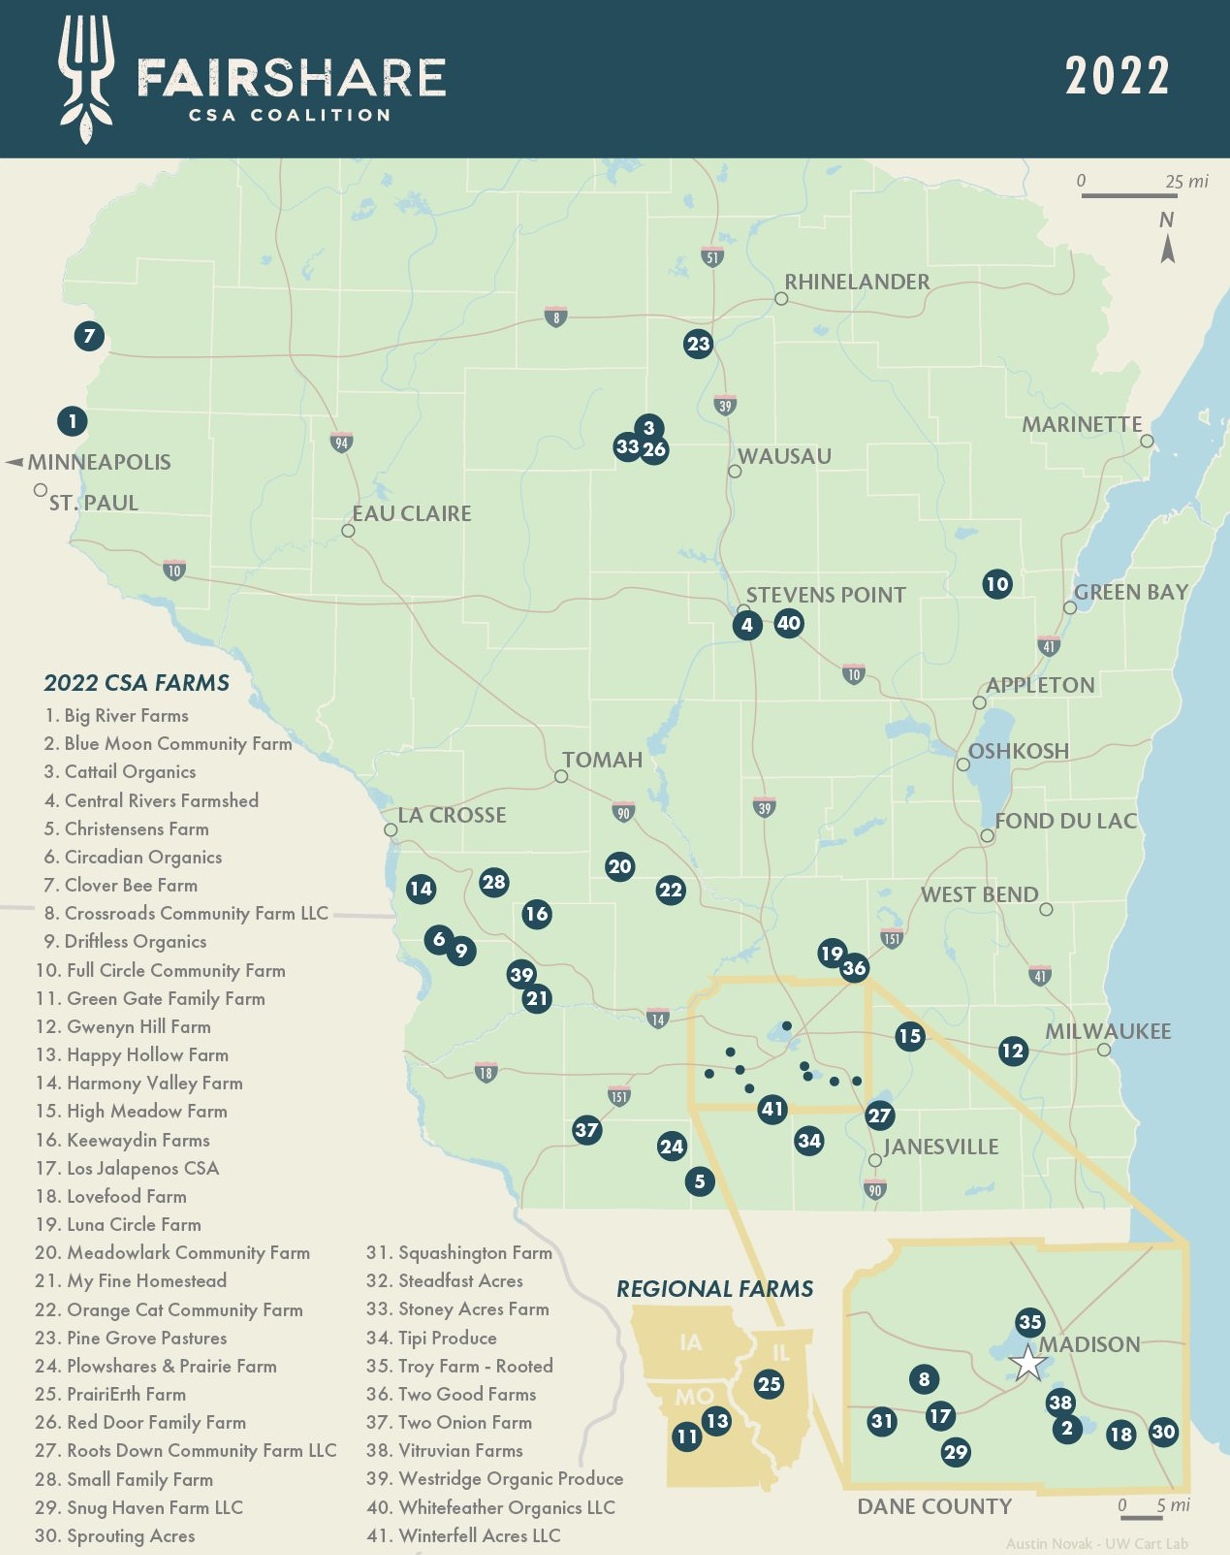 FAIRSHARE
CSA COALITION
2022
0 25 mi
N
51
RHINELANDER
8
7
23
39
1
3
33
26
94
MARINETTE
MINNEAPOLIS
WAUSAU
ST. PAUL
EAU CLAIRE
10
10
STEVENS POINT
GREEN BAY
4
40
41
10
APPLETON
OSHKOSH
TOMAH
39
90
LA CROSSE
FOND DU LAC
20
14
28
22
WEST BEND
16
6
9
151
19
36
39
41
21
14
15
MILWAUKEE
12
18
151
41
27
37
24
34
JANESVILLE
5
90
2022 CSA FARMS
1. Big River Farms
2. Blue Moon Community Farm
3. Cattail Organics
4. Central Rivers Farmshed
5. Christensens Farm
6. Circadian Organics
7. Clover Bee Farm
8. Crossroads Community Farm LLC
9. Driftless Organics
10. Full Circle Community Farm
11. Green Gate Family Farm
12. Gwenyn Hill Farm
13. Happy Hollow Farm
14. Harmony Valley Farm
15. High Meadow Farm
16. Keewaydin Farms
17. Los Jalapenos CSA
18. Lovefood Farm
19. Luna Circle Farm
20. Meadowlark Community Farm
21. My Fine Homestead
22. Orange Cat Community Farm
23. Pine Grove Pastures
24. Plowshares & Prairie Farm
25. PrairiErth Farm
26. Red Door Family Farm
27. Roots Down Community Farm LLC
28. Small Family Farm
29. Snug Haven Farm LLC
30. Sprouting Acres
31. Squashington Farm
32. Steadfast Acres
33. Stoney Acres Farm
34. Tipi Produce
35. Troy Farm - Rooted
36. Two Good Farms
37. Two Onion Farm
38. Vitruvian Farms
39. Westridge Organic Produce
40. Whitefeather Organics LLC
41. Winterfell Acres LLC
REGIONAL FARMS
IA
IL
MO
25
13
11
35
MADISON
8
38
31
17
2
18
30
29
DANE COUNTY
0 5 mi
Austin Novak - UW Cart Lab